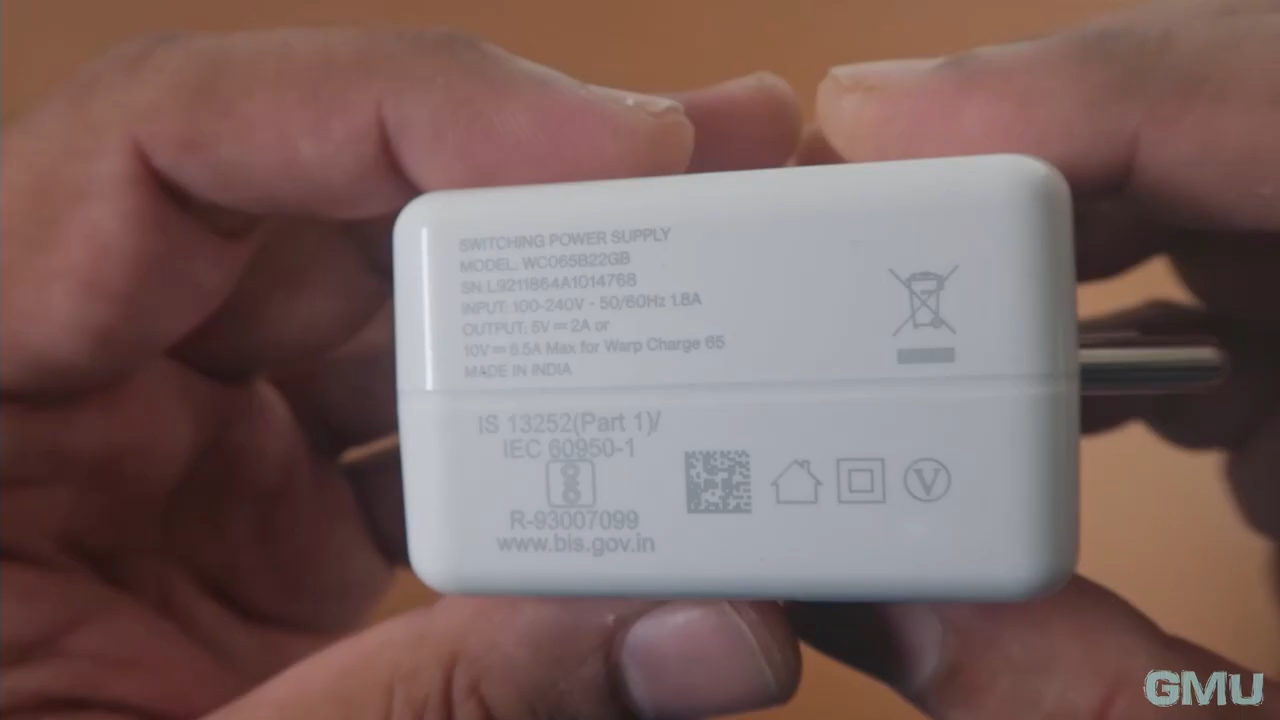 SWITCHING POWER SUPPLY
MODEL: WC065B22GB
SN: L9211864A1014768
INPUT: 100-240V ~ 50/60Hz 1.8A
OUTPUT: 5V ⎓ 2A or
10V ⎓ 6.5A Max for Warp Charge 65
MADE IN INDIA
IS 13252(Part 1)/
IEC 60950-1
R-93007099
www.bis.gov.in
V
GMU